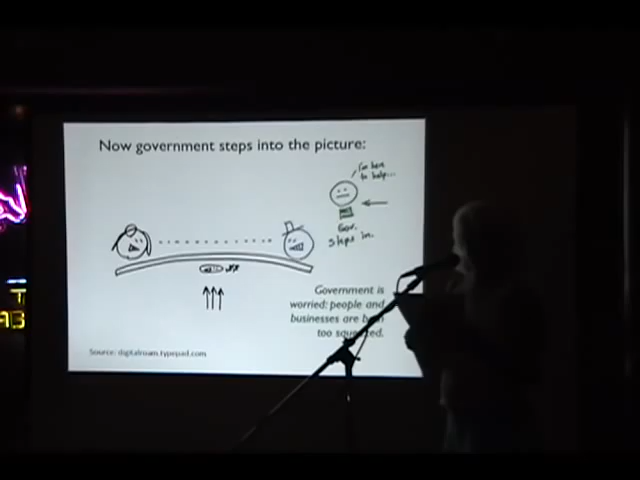 Now government steps into the picture:
I'm here
to help...
Gov.
steps in.
Government is
worried: people and
businesses are
too
Source: digitalroam.typepad.com